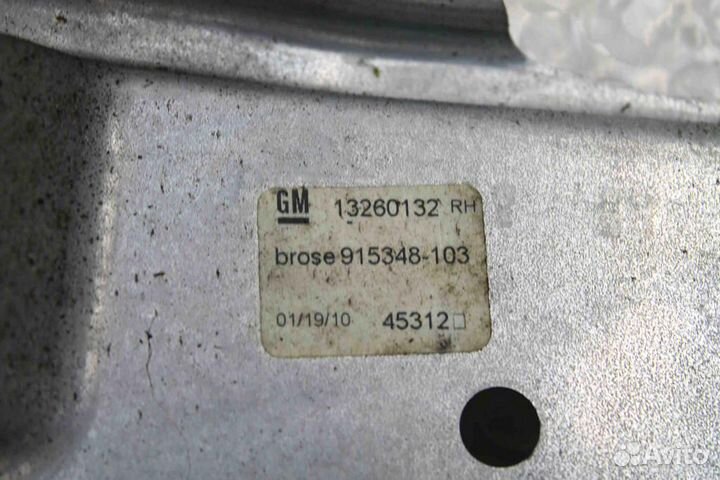 GM 13260132 RH
brose 915348-103
01/19/10 45312□
Avito